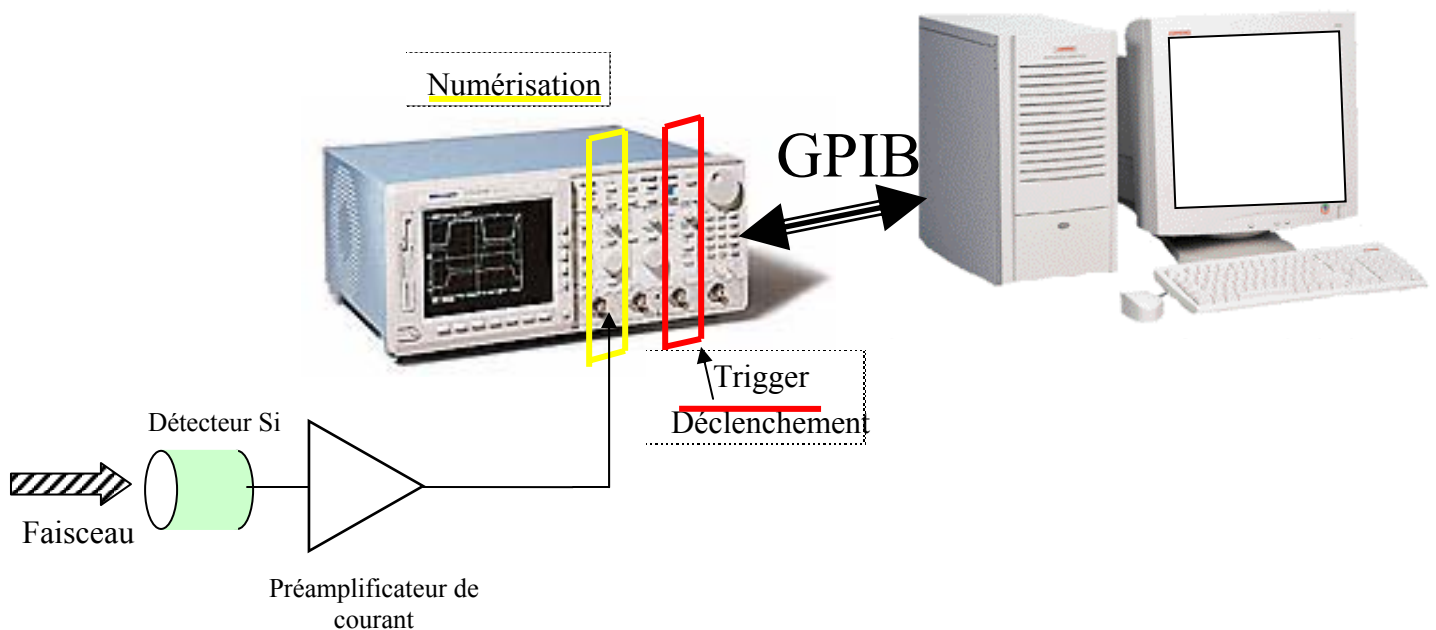 Numérisation
GPIB
Trigger
Déclenchement
Détecteur Si
Faisceau
Préamplificateur de
courant